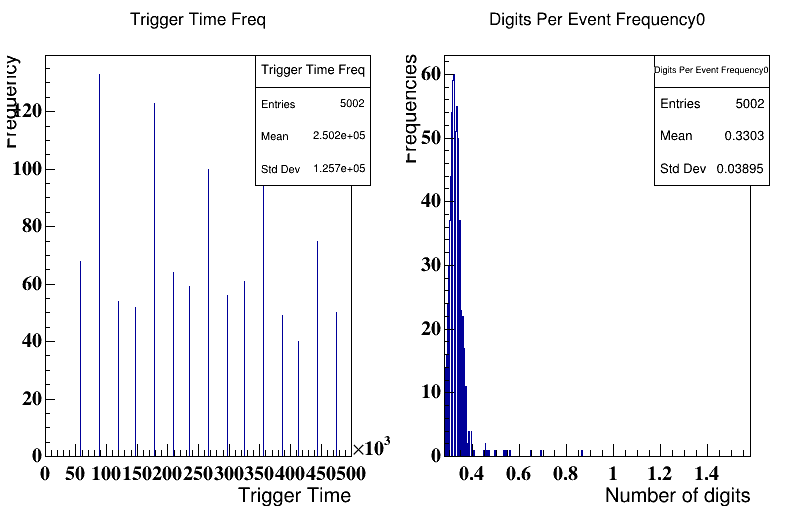 Trigger Time Freq
Frequency
Trigger Time Freq
Entries 5002
Mean 2.502e+05
Std Dev 1.257e+05
120
100
80
60
40
20
0
0 50 100 150 200 250 300 350 400 450 500
×10³
Trigger Time
Digits Per Event Frequency0
Frequencies
Digits Per Event Frequency0
Entries 5002
Mean 0.3303
Std Dev 0.03895
60
50
40
30
20
10
0
0.4 0.6 0.8 1 1.2 1.4
Number of digits